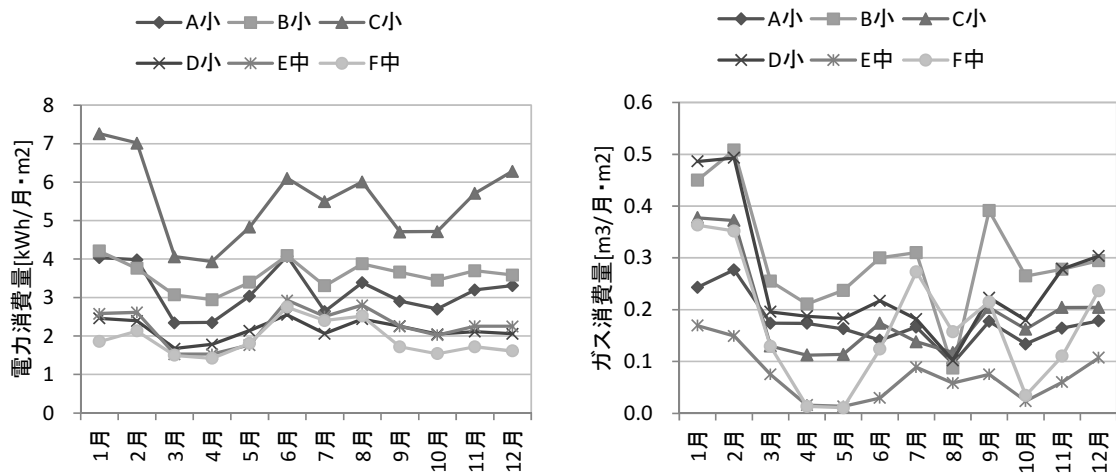 A小 B小 C小
D小 E中 F中
電力消費量[kWh/月・m2]
8
7
6
5
4
3
2
1
0
1月 2月 3月 4月 5月 6月 7月 8月 9月 10月 11月 12月
A小 B小 C小
D小 E中 F中
ガス消費量[m3/月・m2]
0.6
0.5
0.4
0.3
0.2
0.1
0.0
1月 2月 3月 4月 5月 6月 7月 8月 9月 10月 11月 12月